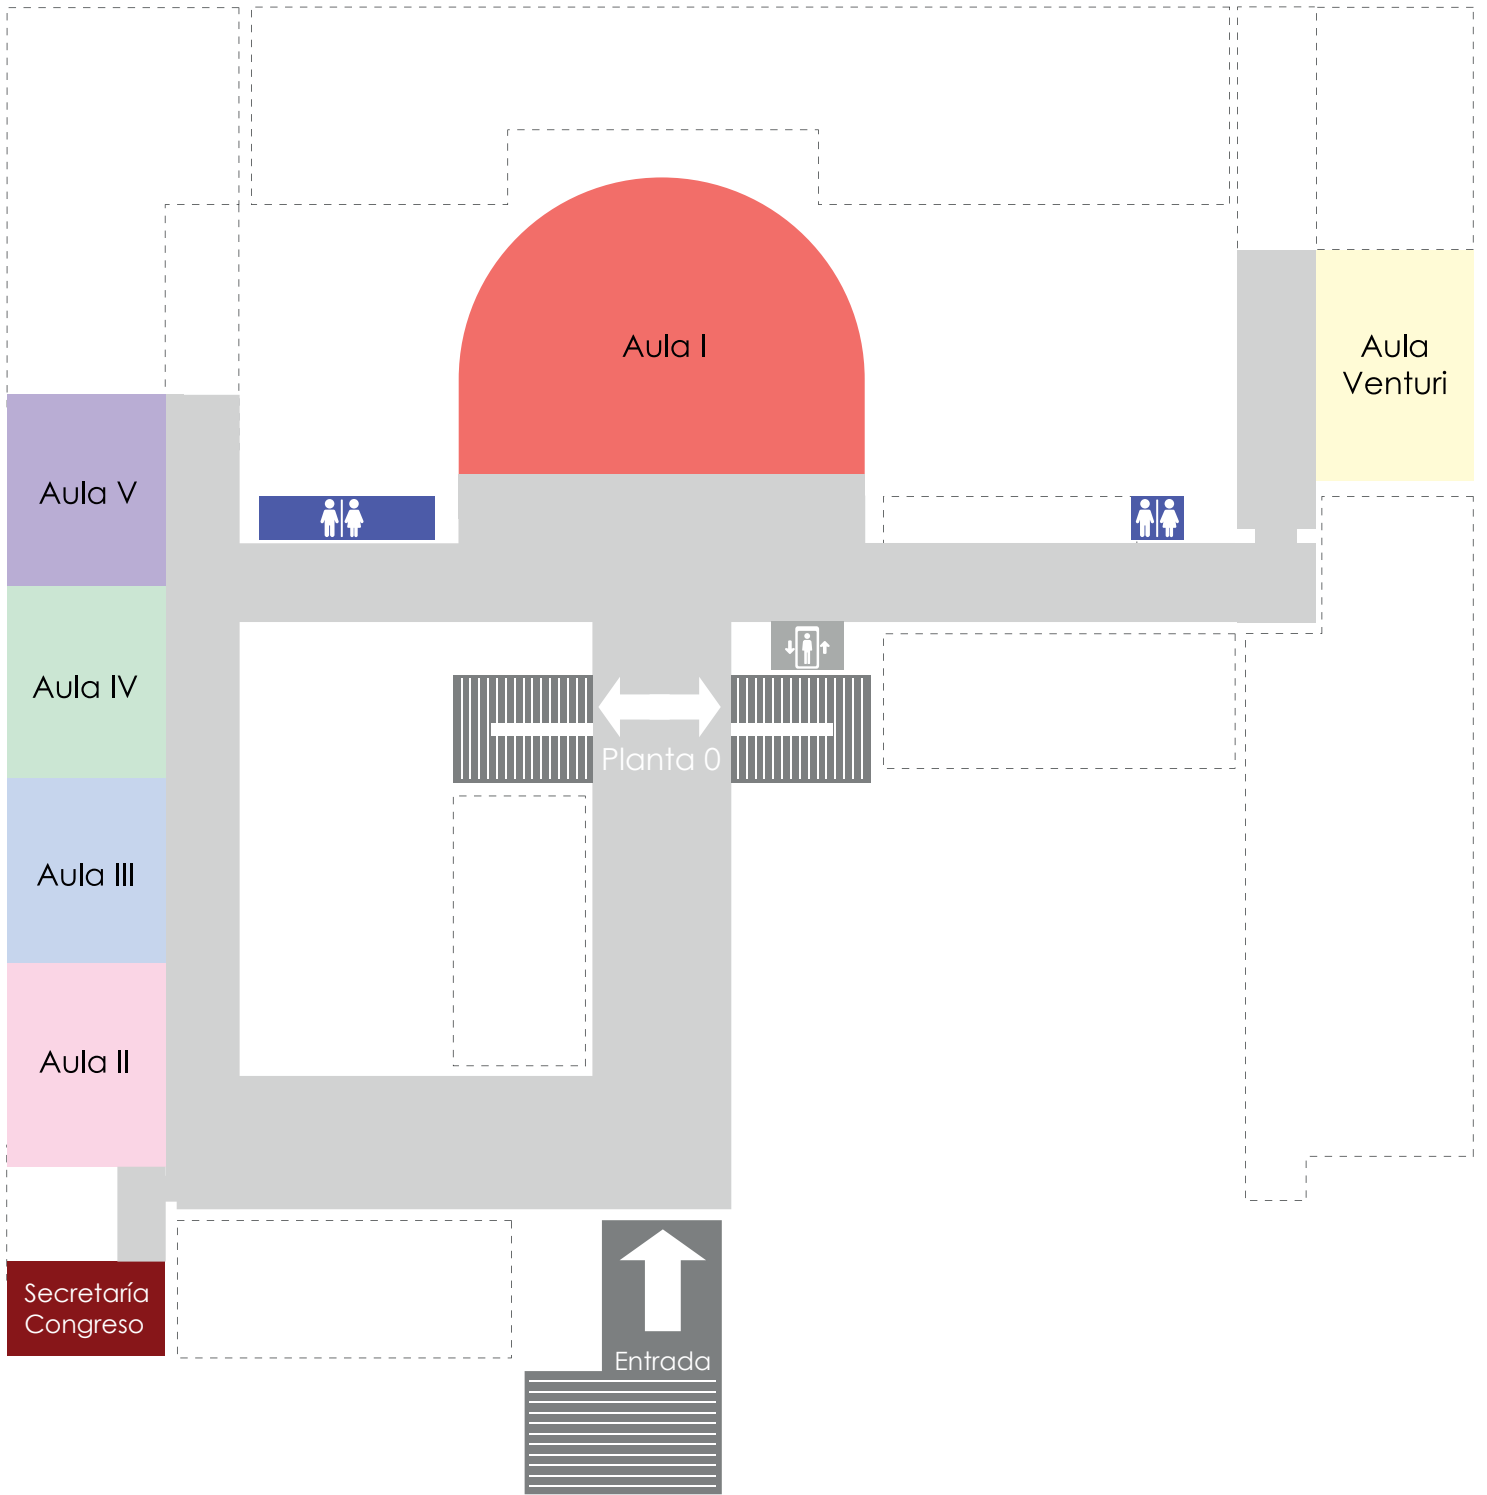 Aula I
Aula
Venturi
Aula V
Aula IV
Planta 0
Aula III
Aula II
Secretaría
Congreso
Entrada